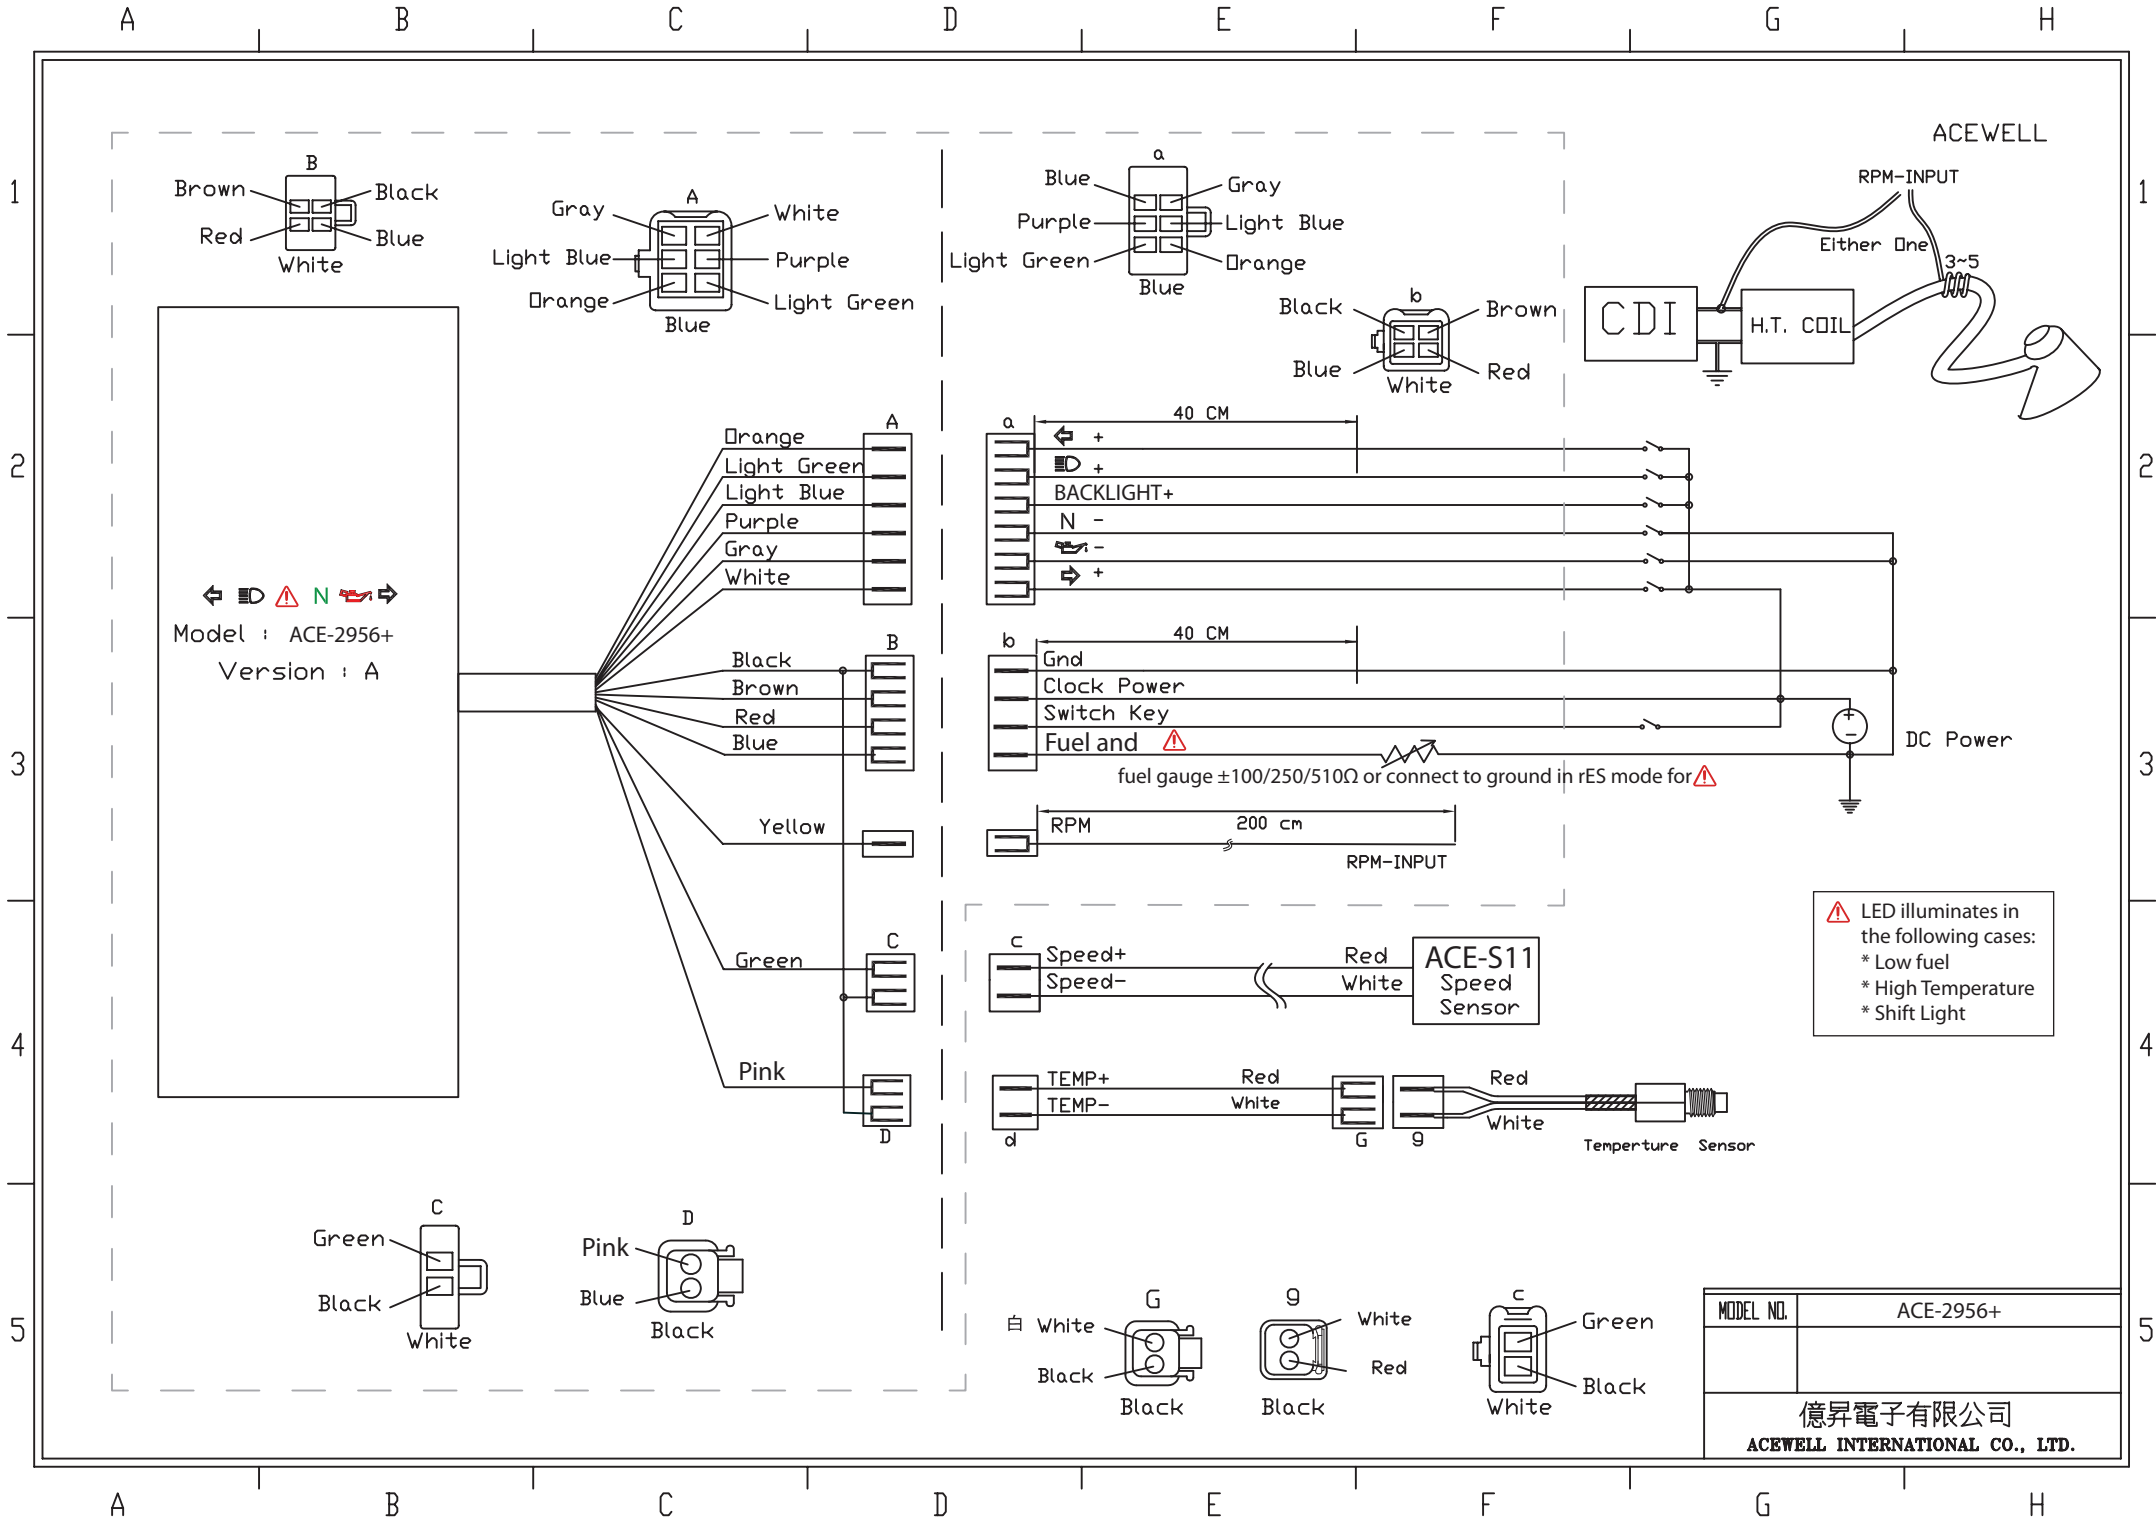 A B C D E F G H
1
2
3
4
5
1
2
3
4
5
A B C D E F G H
ACEWELL
B
Brown
Black
Red
Blue
White
A
Gray
White
Light Blue
Purple
Orange
Light Green
Blue
a
Blue
Gray
Purple
Light Blue
Light Green
Orange
Blue
b
Black
Brown
Blue
Red
White
RPM-INPUT
Either One
3~5
CDI
H.T. COIL
N
Model : ACE-2956+
Version : A
Orange
Light Green
Light Blue
Purple
Gray
White
A
Black
Brown
Red
Blue
B
Yellow
Green
C
Pink
D
a
40 CM
+
+
BACKLIGHT+
N -
-
+
b
40 CM
Gnd
Clock Power
Switch Key
Fuel and
fuel gauge ±100/250/510Ω or connect to ground in rES mode for
DC Power
RPM
200 cm
RPM-INPUT
c
Speed+
Speed-
Red
White
ACE-S11
Speed
Sensor
LED illuminates in
the following cases:
* Low fuel
* High Temperature
* Shift Light
TEMP+
TEMP-
d
Red
White
G
g
Red
White
Temperture Sensor
C
Green
Black
White
D
Pink
Blue
Black
G
白 White
Black
Black
g
White
Red
Black
c
Green
Black
White
MODEL NO. ACE-2956+
億昇電子有限公司
ACEWELL INTERNATIONAL CO., LTD.